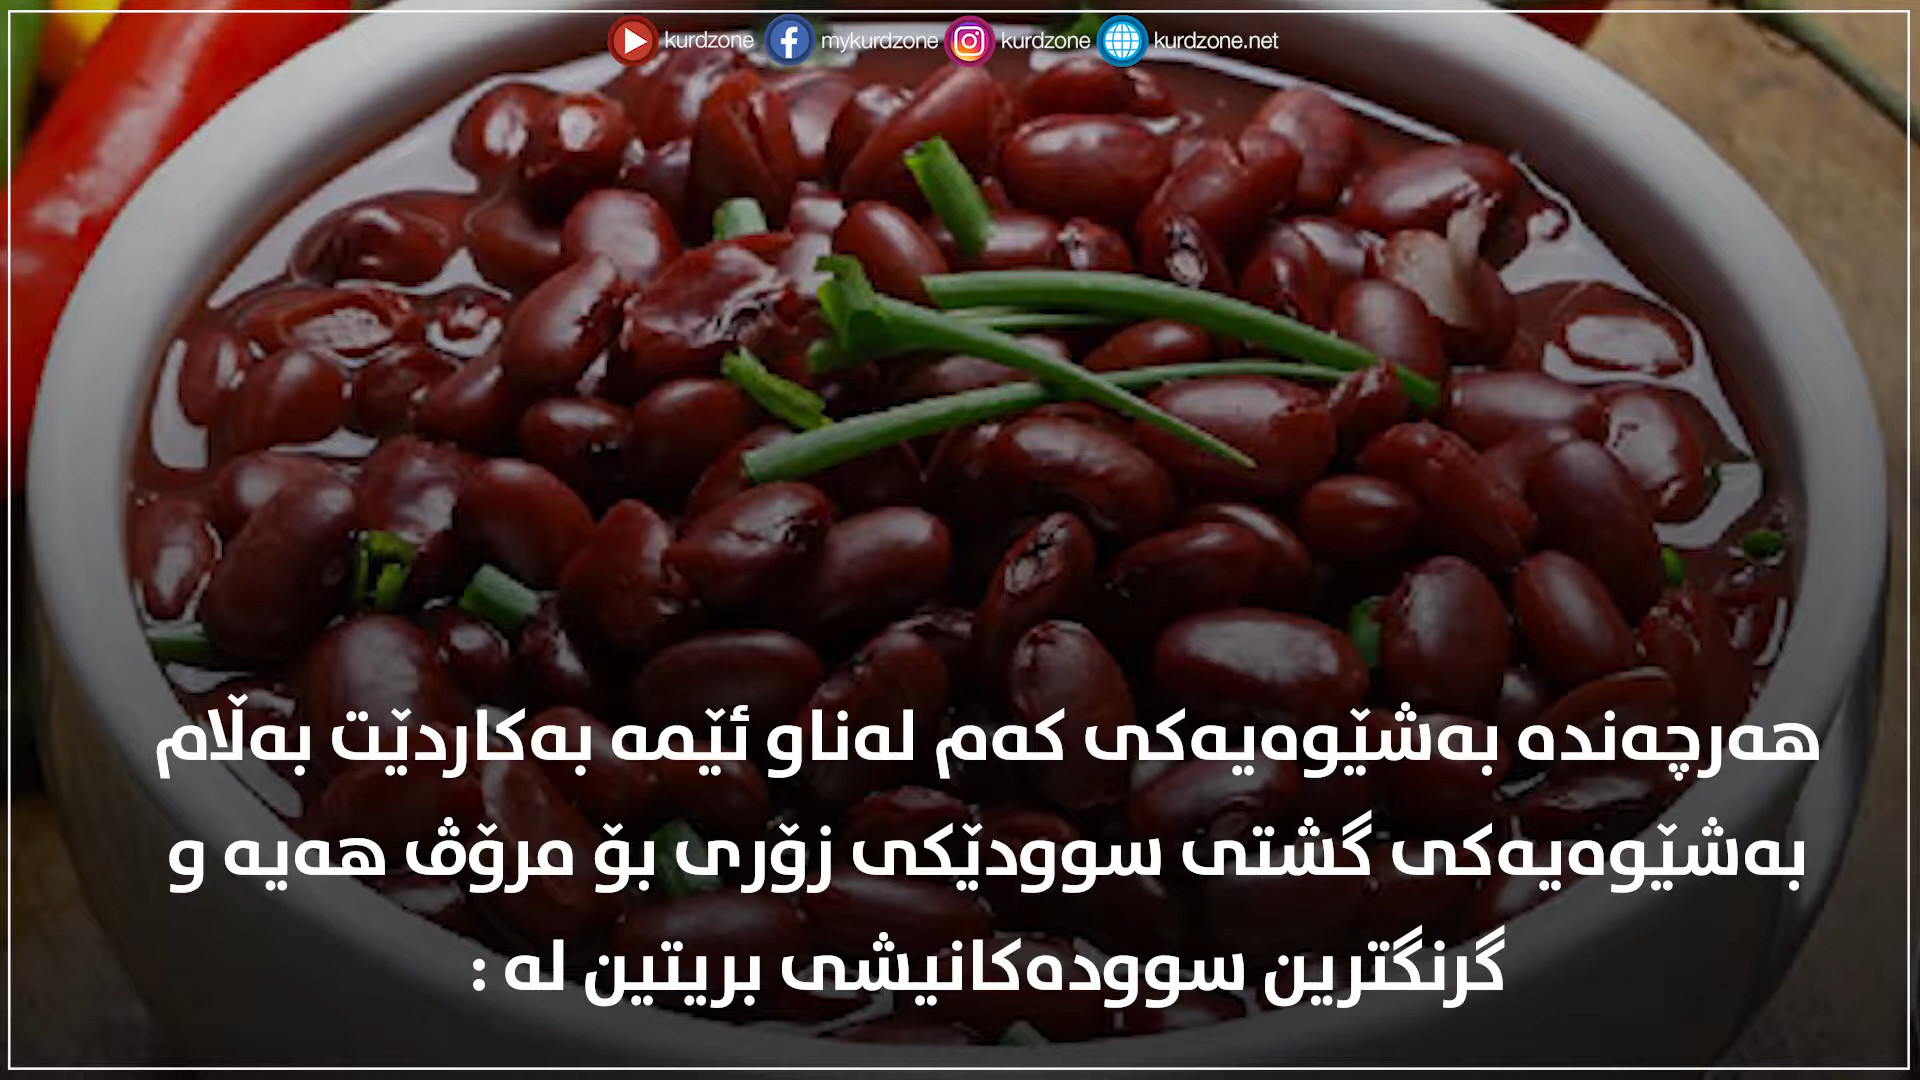 kurdzone mykurdzone kurdzone kurdzone.net
هەرچەندە بەشێوەیەکی کەم لەناو ئێمە بەکاردێت بەڵام
بەشێوەیەکی گشتی سوودێکی زۆری بۆ مرۆڤ هەیە و
گرنگترین سوودەکانیشی بریتین لە :